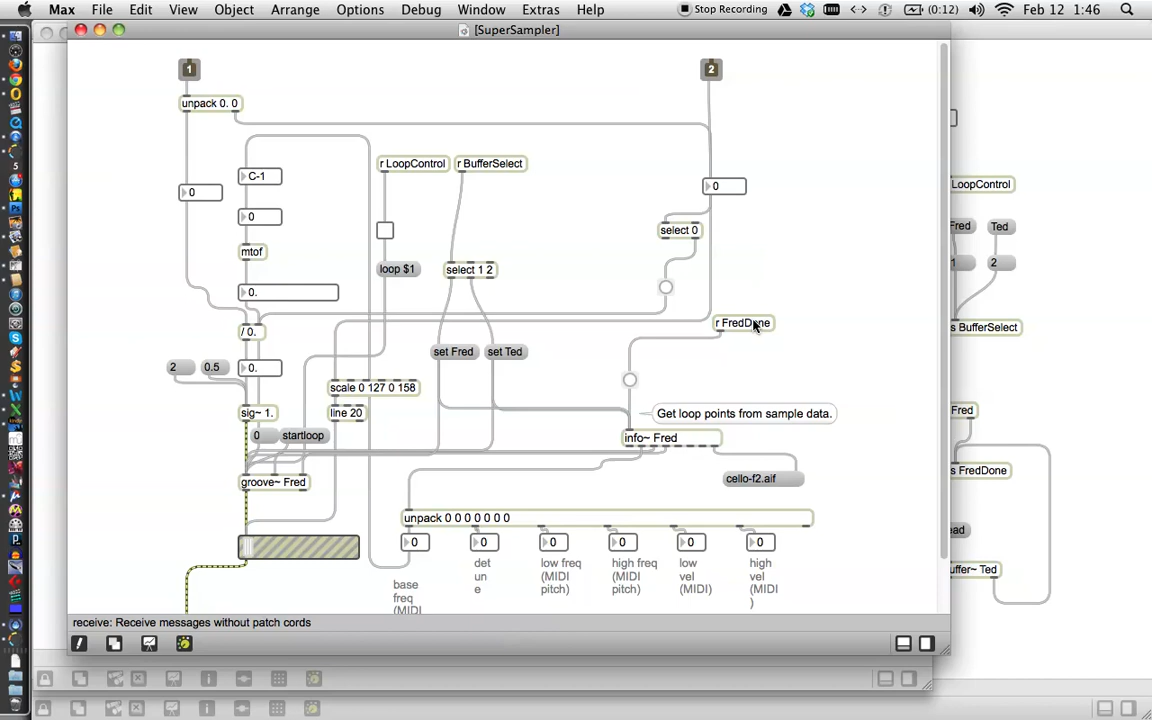 Max File Edit View Object Arrange Options Debug Window Extras Help
Stop Recording (0:12) Feb 12 1:46
[SuperSampler]
1
2
unpack 0. 0
r LoopControl
r BufferSelect
C-1
0
0
0
LoopControl
select 0
Ted
mtof
loop $1
select 1 2
1
2
0.
r FredDone
s BufferSelect
/ 0.
set Fred
set Ted
2
0.5
0.
scale 0 127 0 158
sig~ 1.
line 20
Get loop points from sample data.
Fred
0
startloop
info~ Fred
s FredDone
groove~ Fred
cello-f2.aif
unpack 0 0 0 0 0 0 0
0
0
0
0
0
0
base
freq
(MIDI
det
un
e
low freq
(MIDI
pitch)
high freq
(MIDI
pitch)
low
vel
(MIDI)
high
vel
(MIDI
)
receive: Receive messages without patch cords